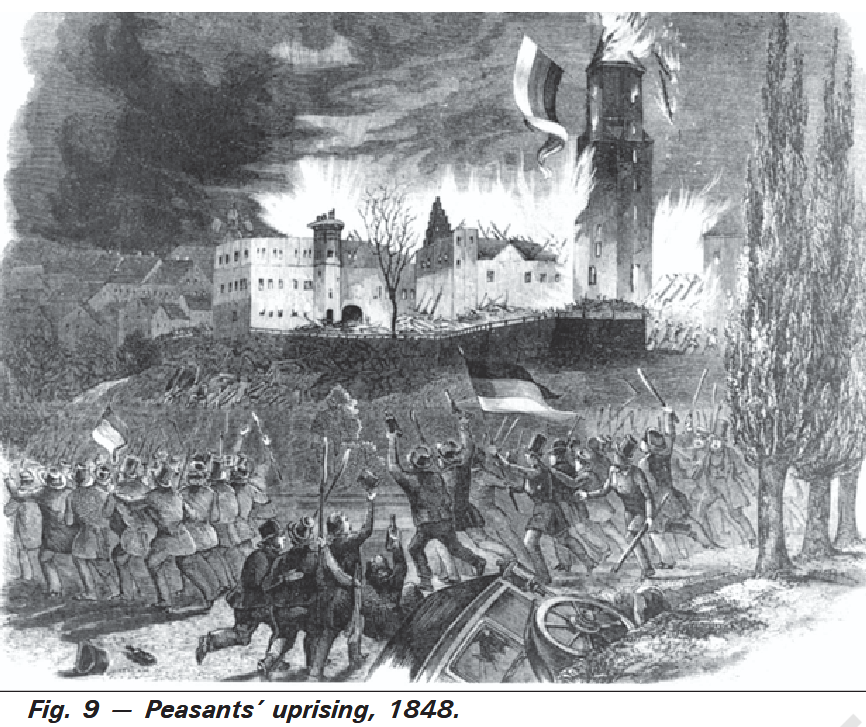 Fig. 9 — Peasants’ uprising, 1848.